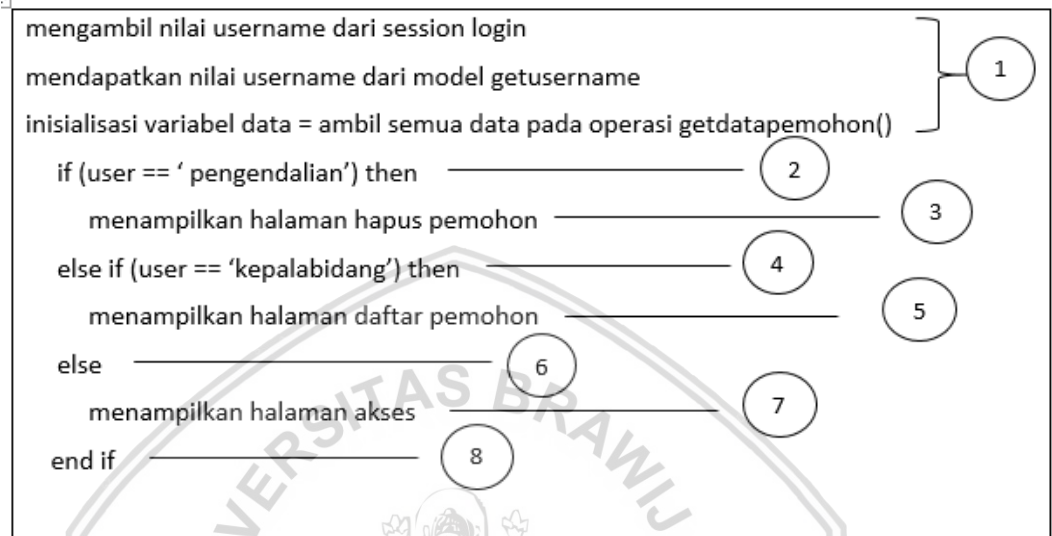 mengambil nilai username dari session login
1
mendapatkan nilai username dari model getusername
inisialisasi variabel data = ambil semua data pada operasi getdatapemohon()
if (user == ‘ pengendalian’) then 2
menampilkan halaman hapus pemohon 3
else if (user == ‘kepalabidang’) then 4
menampilkan halaman daftar pemohon 5
else 6
menampilkan halaman akses 7
end if 8
VERSITAS BRAWIJ